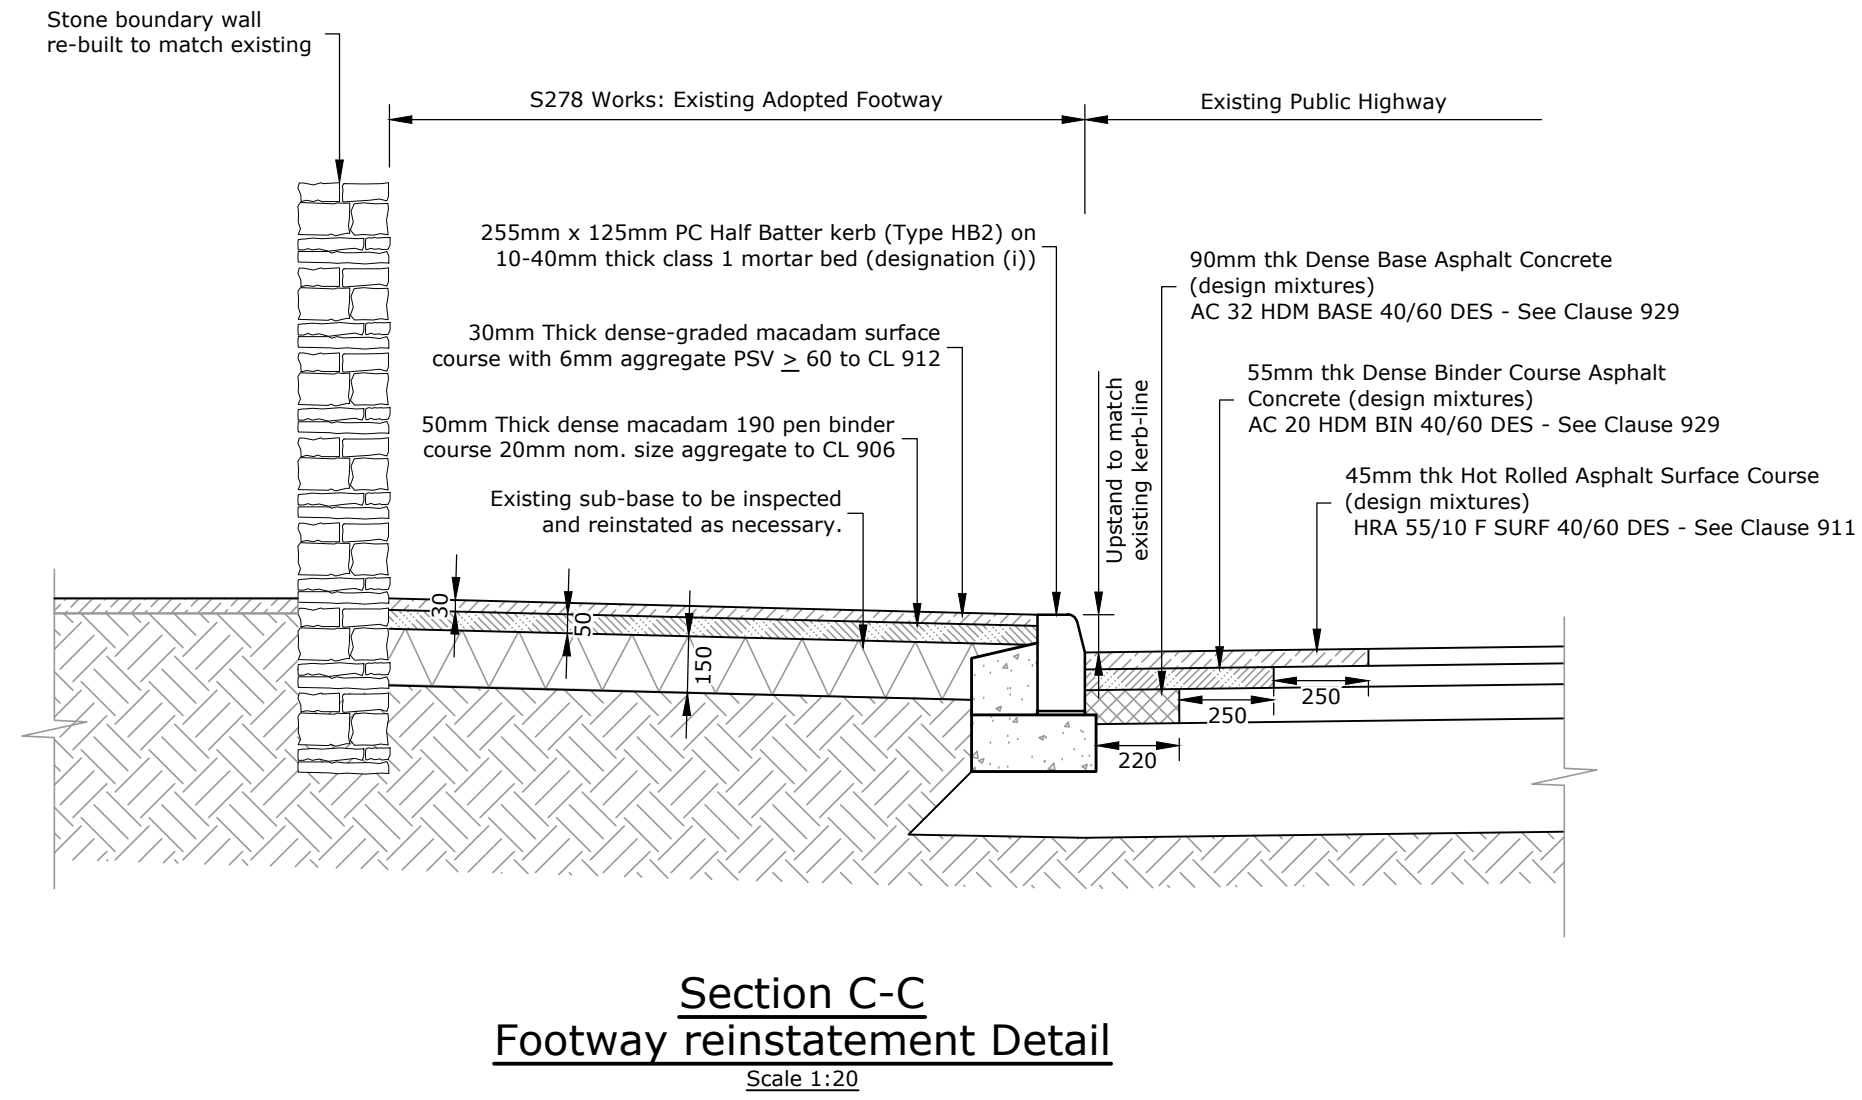 Stone boundary wall
re-built to match existing
S278 Works: Existing Adopted Footway
Existing Public Highway
255mm x 125mm PC Half Batter kerb (Type HB2) on
10-40mm thick class 1 mortar bed (designation (i))
90mm thk Dense Base Asphalt Concrete
(design mixtures)
AC 32 HDM BASE 40/60 DES - See Clause 929
30mm Thick dense-graded macadam surface
course with 6mm aggregate PSV ≥ 60 to CL 912
55mm thk Dense Binder Course Asphalt
Concrete (design mixtures)
AC 20 HDM BIN 40/60 DES - See Clause 929
Upstand to match
existing kerb-line
50mm Thick dense macadam 190 pen binder
course 20mm nom. size aggregate to CL 906
45mm thk Hot Rolled Asphalt Surface Course
(design mixtures)
HRA 55/10 F SURF 40/60 DES - See Clause 911
Existing sub-base to be inspected
and reinstated as necessary.
30
50
150
250
250
220
Section C-C
Footway reinstatement Detail
Scale 1:20